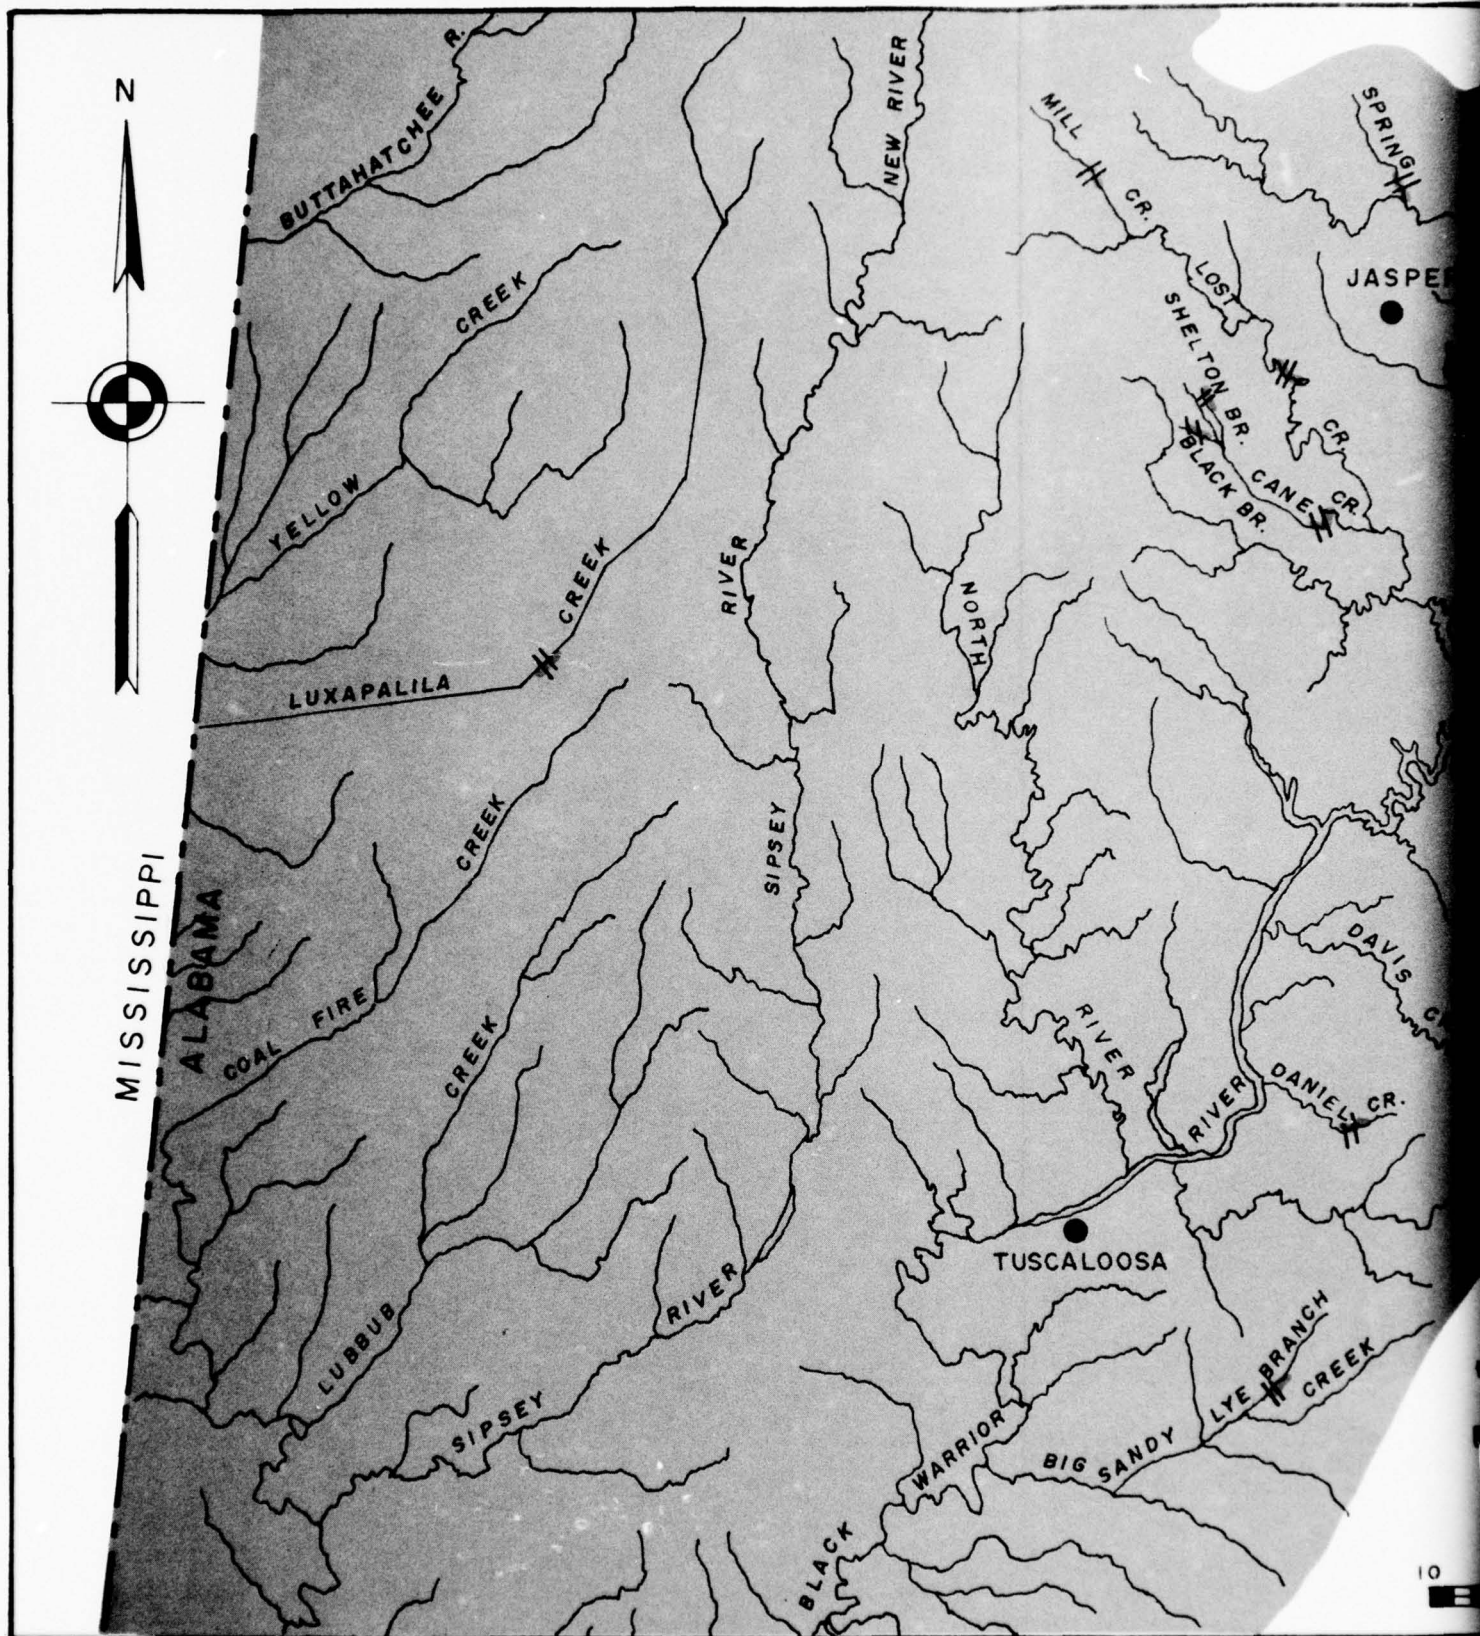 N
BUTTAHATCHEE R.
NEW RIVER
MILL CR.
SPRING
JASPE
LOST CR.
SHELTON BR.
BLACK BR.
CANE CR.
YELLOW CREEK
LUXAPALILA CREEK
RIVER
NORTH
SIPSEY
MISSISSIPPI
ALABAMA
COAL FIRE CREEK
CREEK
RIVER
DAVIS
RIVER
DANIEL CR.
TUSCALOOSA
LUBBUB
SIPSEY RIVER
LYE BRANCH
BIG SANDY CREEK
BLACK WARRIOR
10